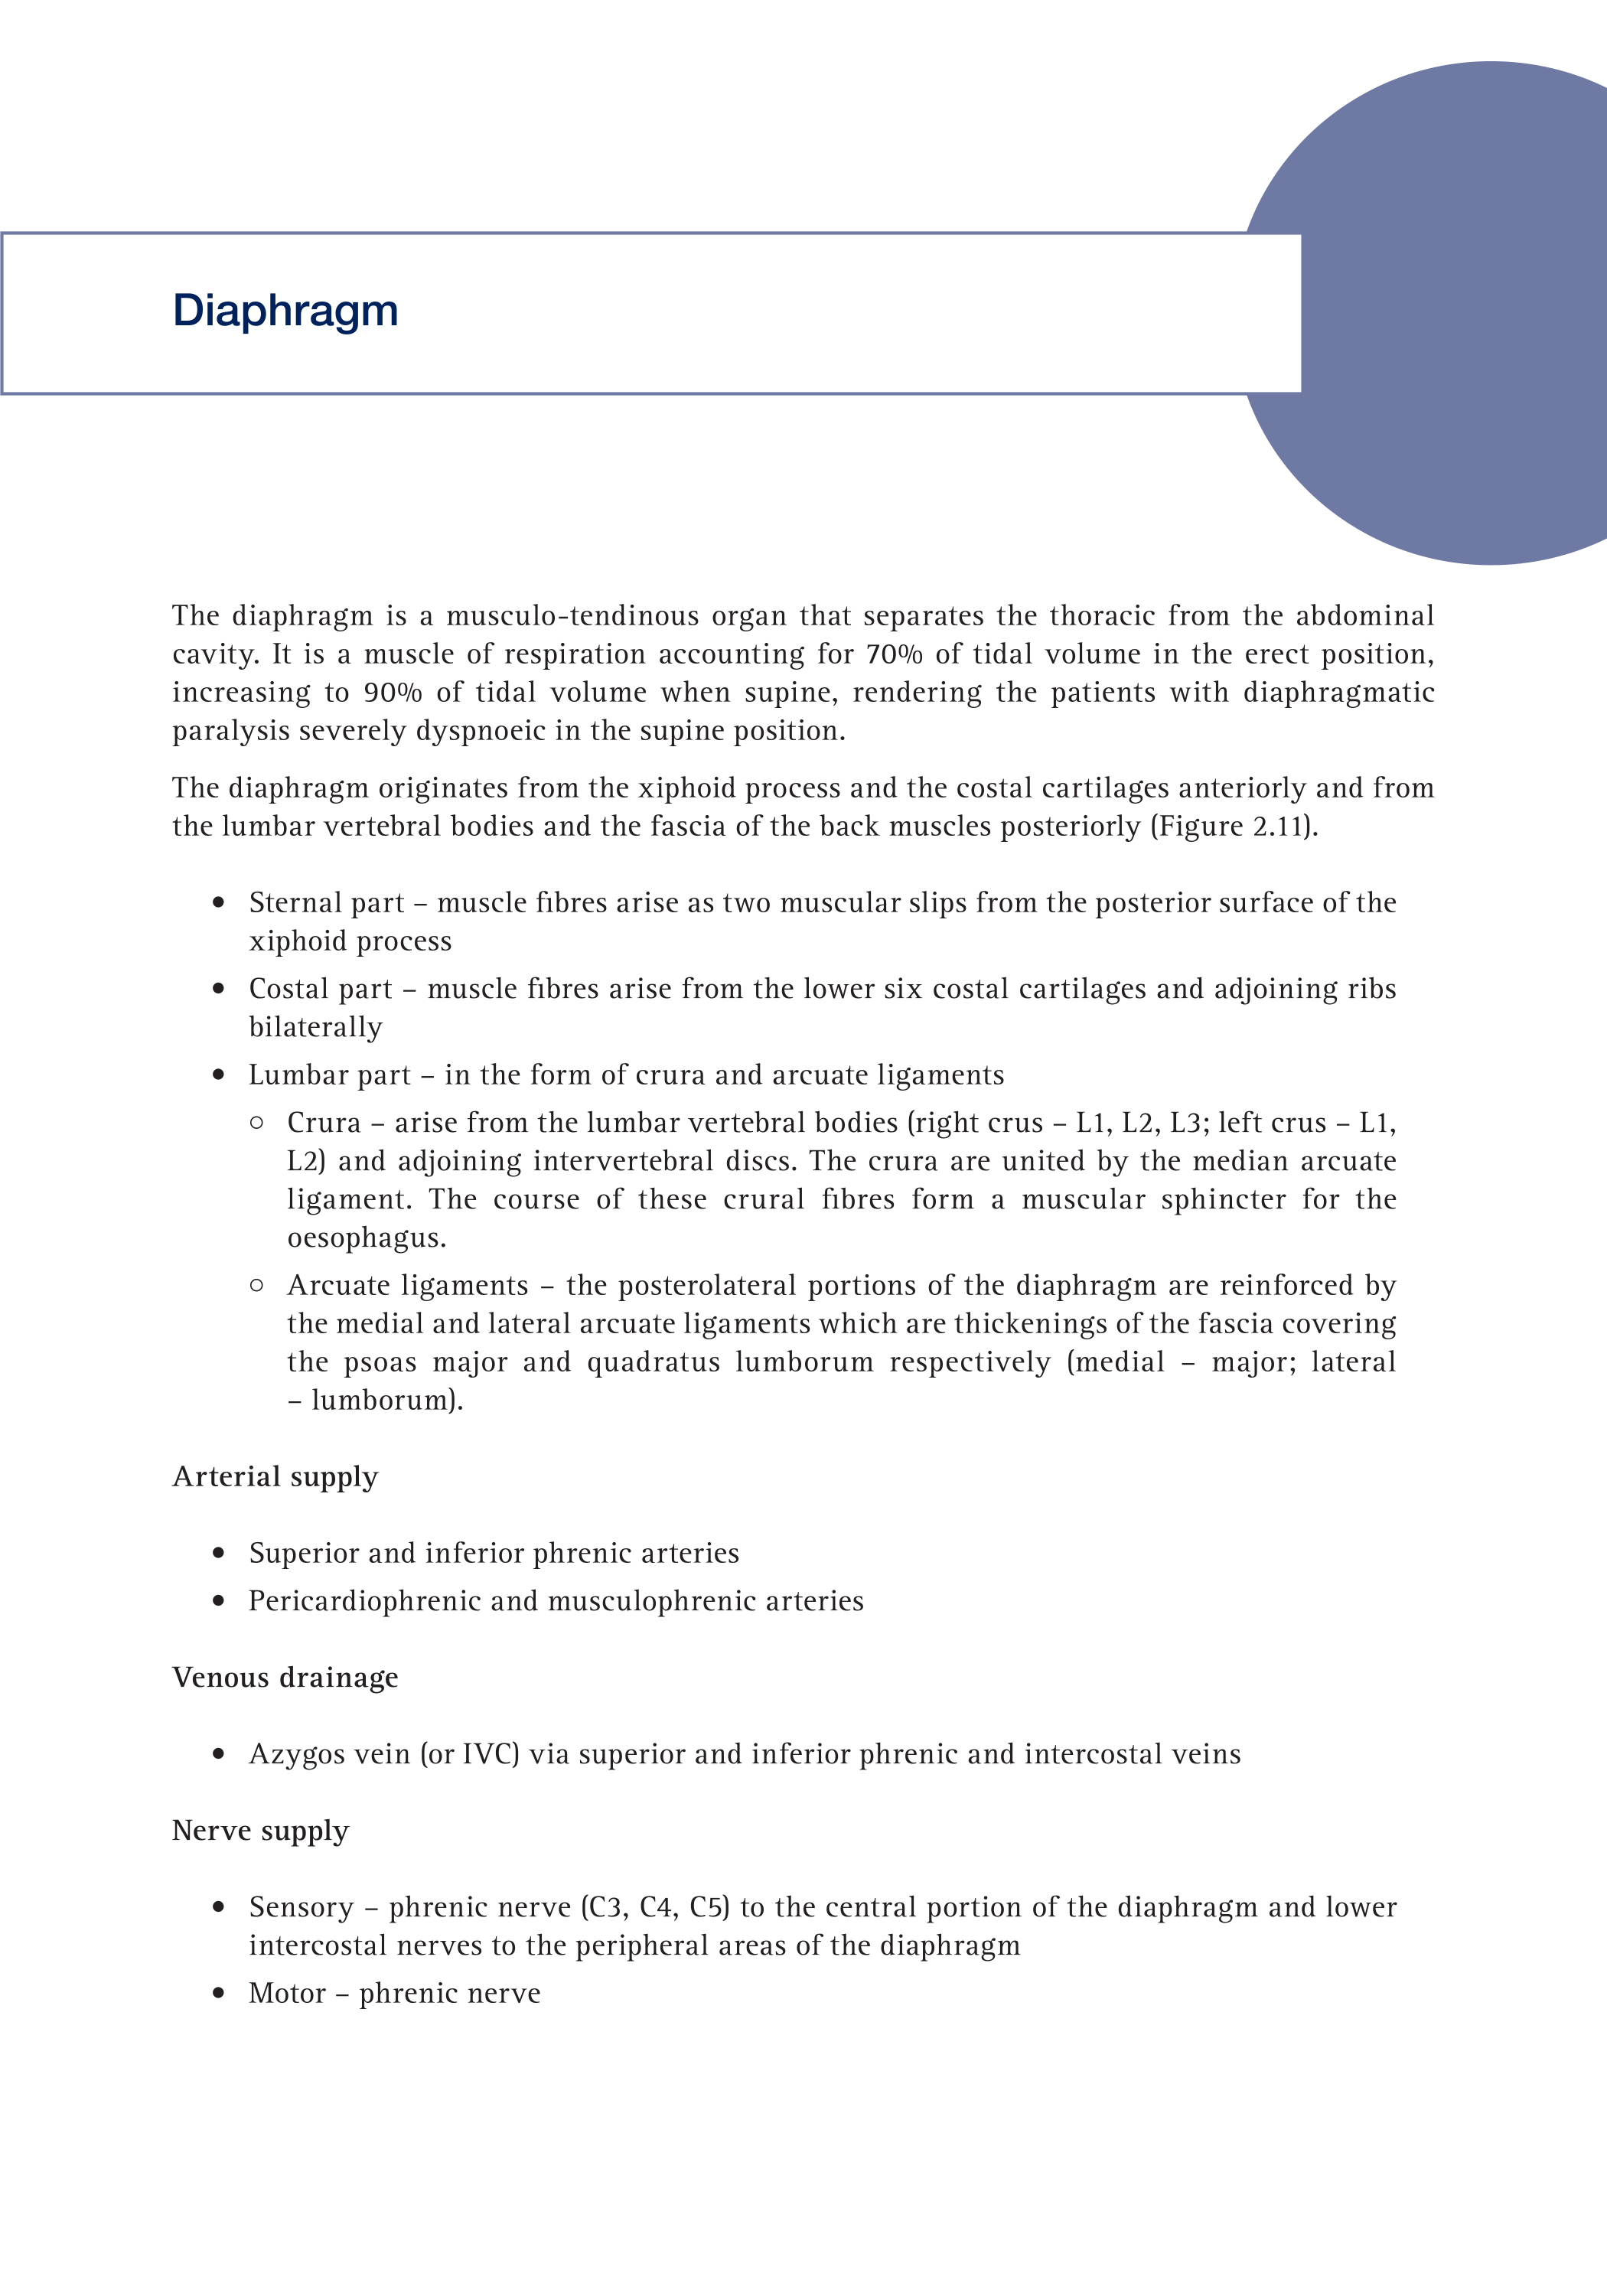 Diaphragm
The diaphragm is a musculo-tendinous organ that separates the thoracic from the abdominal
cavity. It is a muscle of respiration accounting for 70% of tidal volume in the erect position,
increasing to 90% of tidal volume when supine, rendering the patients with diaphragmatic
paralysis severely dyspnoeic in the supine position.
The diaphragm originates from the xiphoid process and the costal cartilages anteriorly and from
the lumbar vertebral bodies and the fascia of the back muscles posteriorly (Figure 2.11).
● Sternal part – muscle fibres arise as two muscular slips from the posterior surface of the
xiphoid process
● Costal part – muscle fibres arise from the lower six costal cartilages and adjoining ribs
bilaterally
● Lumbar part – in the form of crura and arcuate ligaments
○ Crura – arise from the lumbar vertebral bodies (right crus – L1, L2, L3; left crus – L1,
L2) and adjoining intervertebral discs. The crura are united by the median arcuate
ligament. The course of these crural fibres form a muscular sphincter for the
oesophagus.
○ Arcuate ligaments – the posterolateral portions of the diaphragm are reinforced by
the medial and lateral arcuate ligaments which are thickenings of the fascia covering
the psoas major and quadratus lumborum respectively (medial – major; lateral
– lumborum).
Arterial supply
● Superior and inferior phrenic arteries
● Pericardiophrenic and musculophrenic arteries
Venous drainage
● Azygos vein (or IVC) via superior and inferior phrenic and intercostal veins
Nerve supply
● Sensory – phrenic nerve (C3, C4, C5) to the central portion of the diaphragm and lower
intercostal nerves to the peripheral areas of the diaphragm
● Motor – phrenic nerve